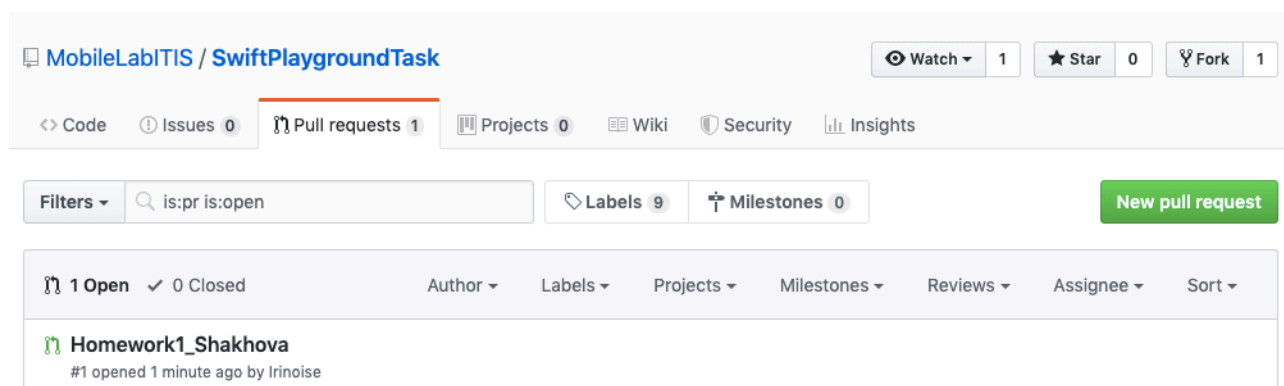 MobileLabITIS / SwiftPlaygroundTask Watch 1 Star 0 Fork 1
Code Issues 0 Pull requests 1 Projects 0 Wiki Security Insights
Filters is:pr is:open Labels 9 Milestones 0 New pull request
1 Open 0 Closed Author Labels Projects Milestones Reviews Assignee Sort
Homework1_Shakhova
#1 opened 1 minute ago by Irinoise